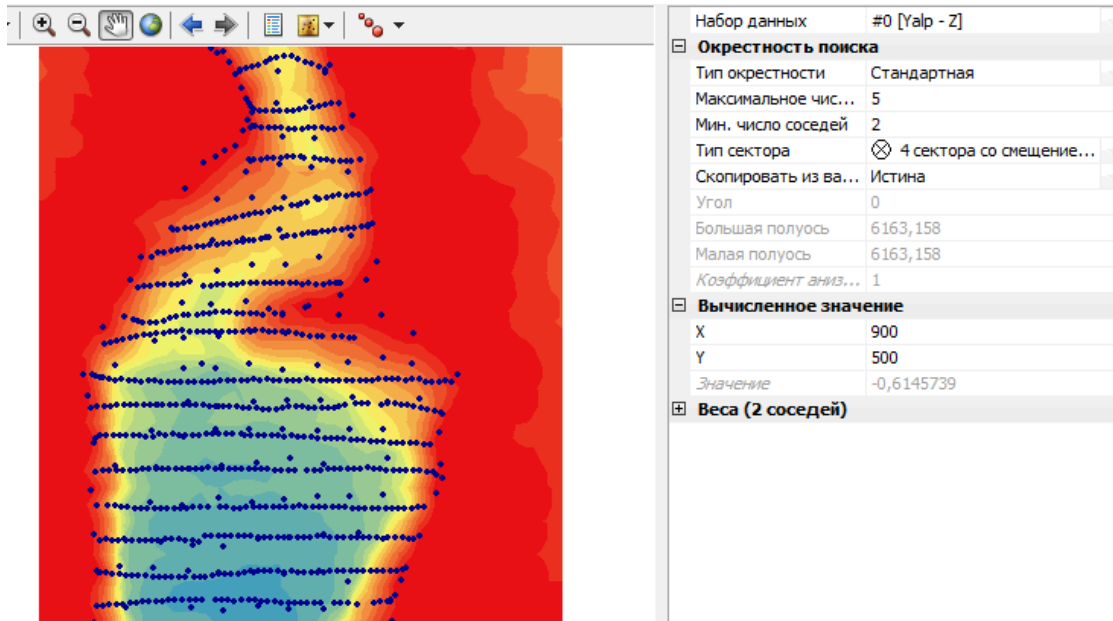 Набор данных #0 [Yalp - Z]
Окрестность поиска
Тип окрестности Стандартная
Максимальное чис... 5
Мин. число соседей 2
Тип сектора 4 сектора со смещение...
Скопировать из ва... Истина
Угол 0
Большая полуось 6163,158
Малая полуось 6163,158
Коэффициент аниз... 1
Вычисленное значение
X 900
Y 500
Значение -0,6145739
Веса (2 соседей)